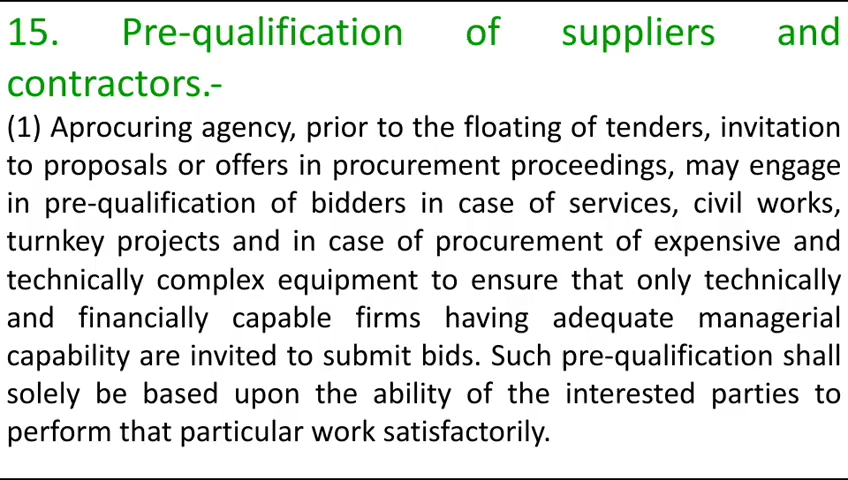 15. Pre-qualification of suppliers and
contractors.-
(1) Aprocuring agency, prior to the floating of tenders, invitation
to proposals or offers in procurement proceedings, may engage
in pre-qualification of bidders in case of services, civil works,
turnkey projects and in case of procurement of expensive and
technically complex equipment to ensure that only technically
and financially capable firms having adequate managerial
capability are invited to submit bids. Such pre-qualification shall
solely be based upon the ability of the interested parties to
perform that particular work satisfactorily.